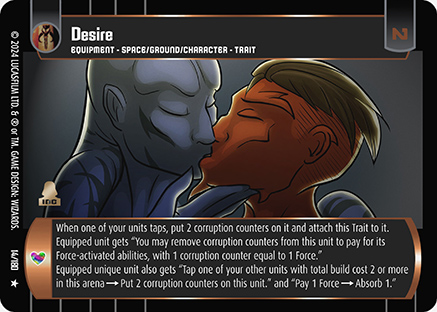 Desire
N
EQUIPMENT - SPACE/GROUND/CHARACTER - TRAIT
IDC
When one of your units taps, put 2 corruption counters on it and attach this Trait to it.
Equipped unit gets “You may remove corruption counters from this unit to pay for its
Force-activated abilities, with 1 corruption counter equal to 1 Force.”
Equipped unique unit also gets “Tap one of your other units with total build cost 2 or more
in this arena → Put 2 corruption counters on this unit.” and “Pay 1 Force → Absorb 1.”
© 2024 LUCASFILM LTD. & ® or TM. GAME DESIGN: WIZARDS.
14/180 ★